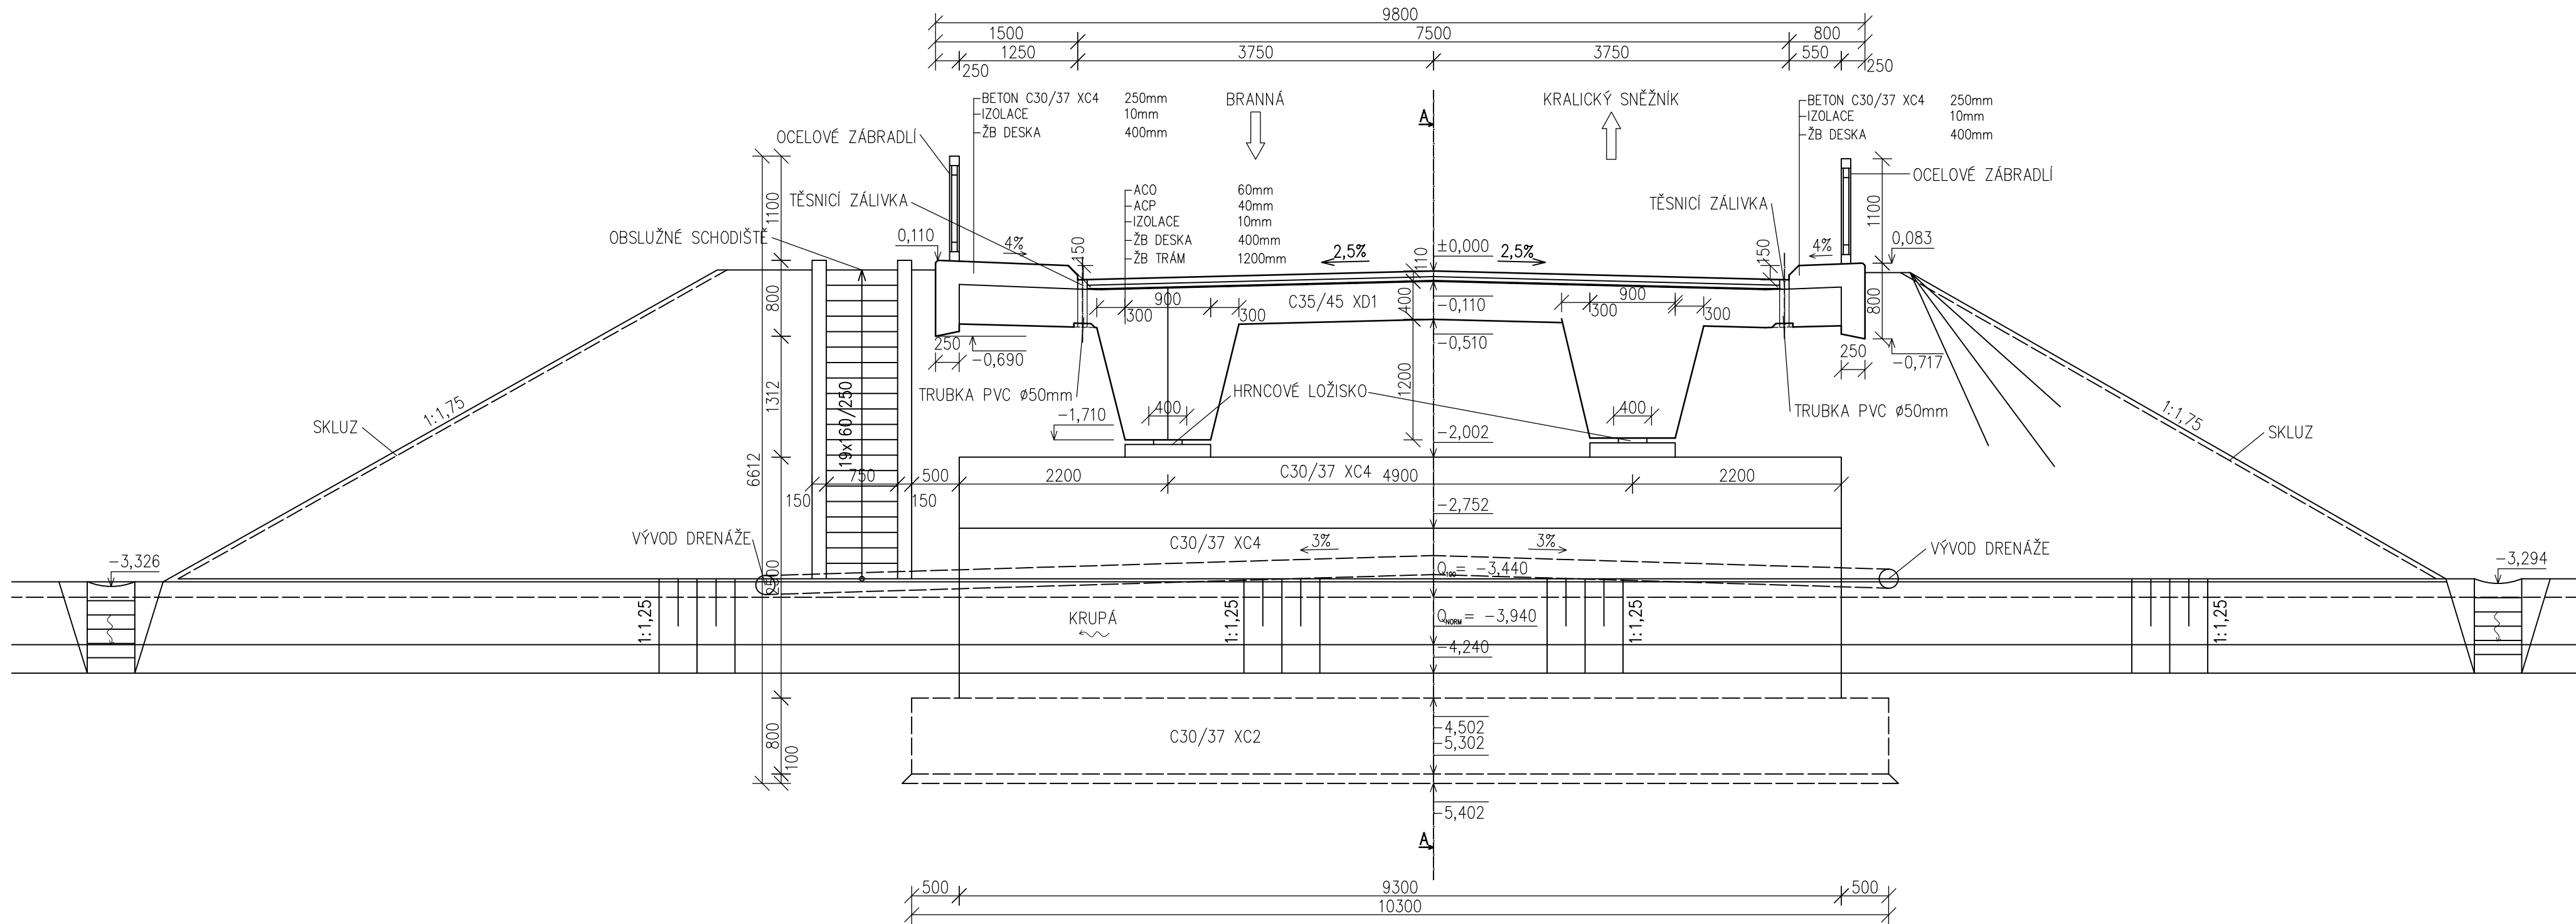 9800
1500 7500 800
1250 3750 3750 550
250 250
BETON C30/37 XC4 250mm
IZOLACE 10mm
ŽB DESKA 400mm
BRANNÁ
KRALICKÝ SNĚŽNÍK
BETON C30/37 XC4 250mm
IZOLACE 10mm
ŽB DESKA 400mm
A
OCELOVÉ ZÁBRADLÍ
OCELOVÉ ZÁBRADLÍ
ACO 60mm
ACP 40mm
IZOLACE 10mm
ŽB DESKA 400mm
ŽB TRÁM 1200mm
TĚSNICÍ ZÁLIVKA
TĚSNICÍ ZÁLIVKA
1100
1100
OBSLUŽNÉ SCHODIŠTĚ
0,110
4%
150
2,5%
110
±0,000
2,5%
150
4%
0,083
800
900
300 300
C35/45 XD1
400
-0,110
900
300 300
800
250
-0,690
-0,510
250
-0,717
1312
1200
TRUBKA PVC ø50mm
HRNCOVÉ LOŽISKO
TRUBKA PVC ø50mm
400
400
-1,710
1:1,75
SKLUZ
19x160/250
-2,002
1:1,75
SKLUZ
6612
C30/37 XC4
150 750 150 500 2200 4900 2200
-2,752
VÝVOD DRENÁŽE
C30/37 XC4
3% 3%
VÝVOD DRENÁŽE
-3,326
2500
Q100= -3,440
-3,294
1:1,25
KRUPÁ
1:1,25
QNORM= -3,940
1:1,25
1:1,25
-4,240
800
C30/37 XC2
-4,502
-5,302
100
-5,402
A
500 9300 500
10300